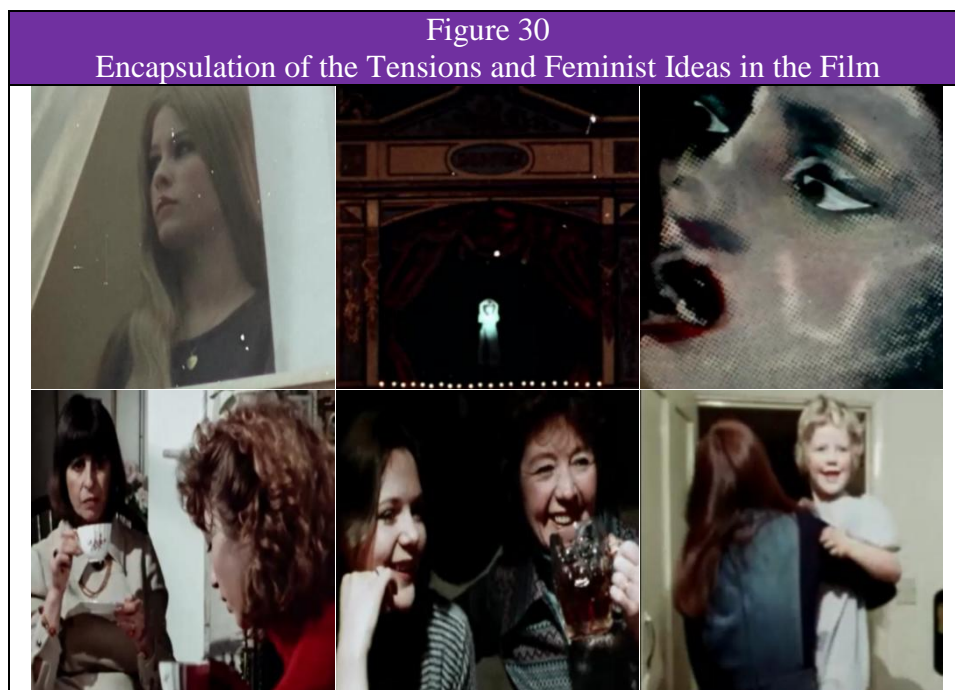 Figure 30
Encapsulation of the Tensions and Feminist Ideas in the Film